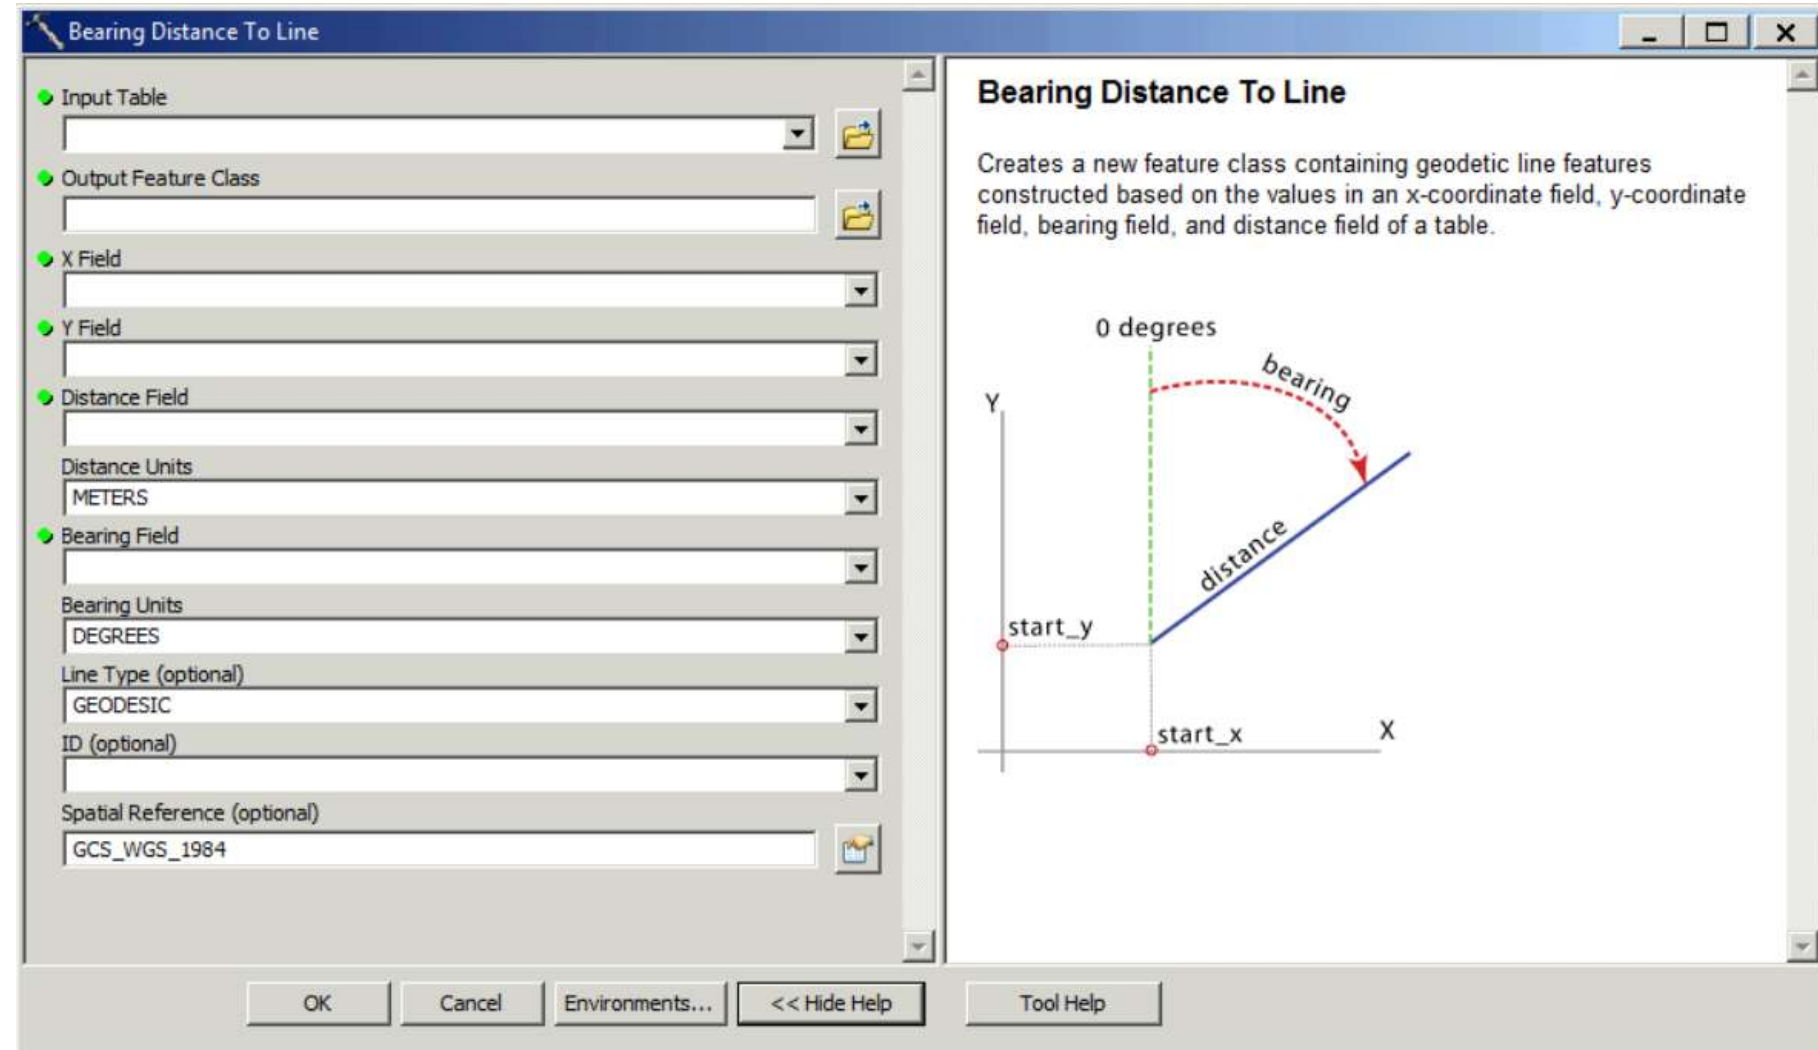 Bearing Distance To Line
Input Table
Output Feature Class
X Field
Y Field
Distance Field
Distance Units
METERS
Bearing Field
Bearing Units
DEGREES
Line Type (optional)
GEODESIC
ID (optional)
Spatial Reference (optional)
GCS_WGS_1984
OK
Cancel
Environments...
<< Hide Help
Bearing Distance To Line
Creates a new feature class containing geodetic line features
constructed based on the values in an x-coordinate field, y-coordinate
field, bearing field, and distance field of a table.
0 degrees
bearing
Y
distance
start_y
start_x
X
Tool Help